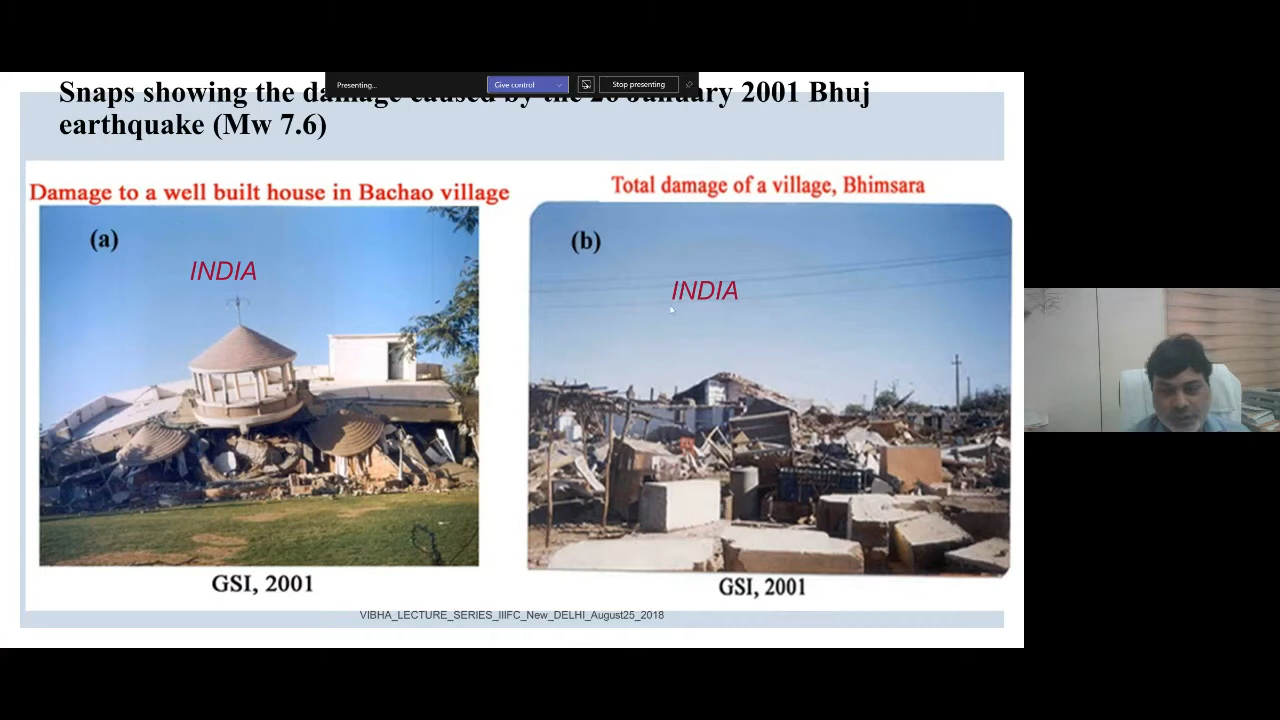 Presenting...
Give control
Stop presenting
Snaps showing the damage caused by the 26 January 2001 Bhuj
earthquake (Mw 7.6)
Damage to a well built house in Bachao village
Total damage of a village, Bhimsara
(a)
INDIA
(b)
INDIA
GSI, 2001
GSI, 2001
VIBHA_LECTURE_SERIES_IIIFC_New_DELHI_August25_2018